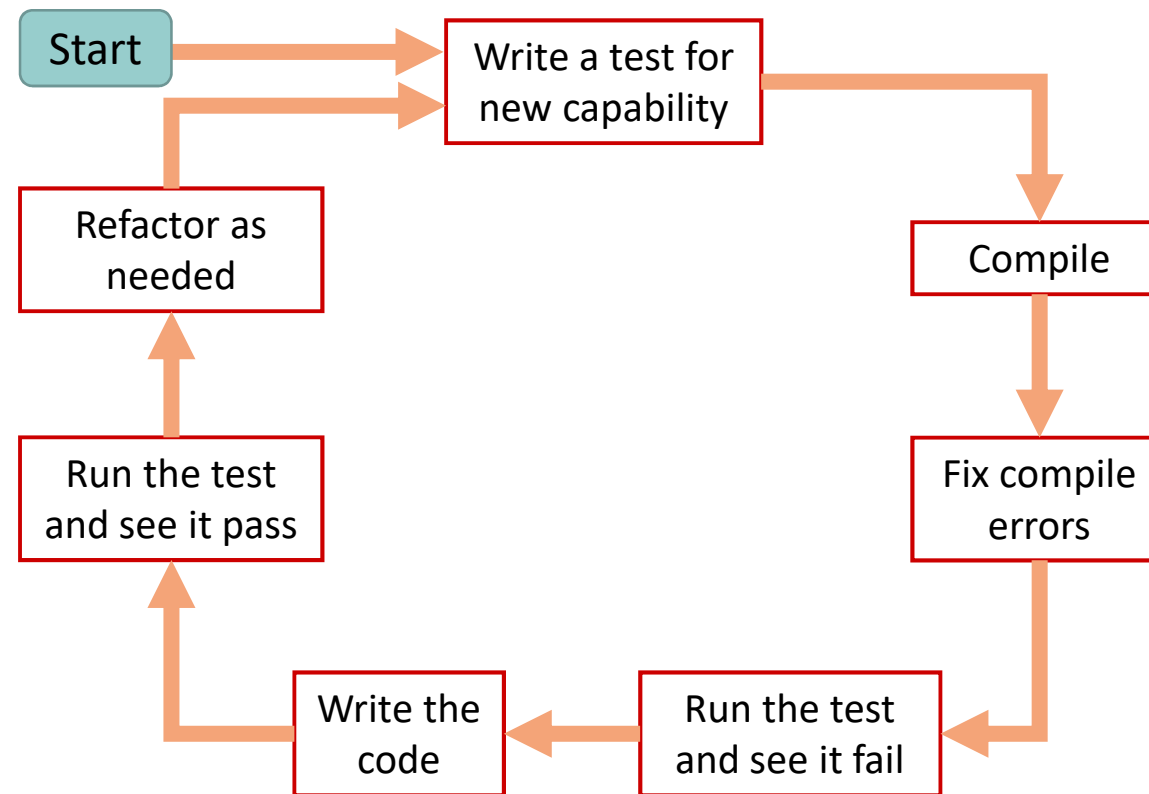 Start
Write a test for
new capability
Compile
Fix compile
errors
Run the test
and see it fail
Write the
code
Run the test
and see it pass
Refactor as
needed